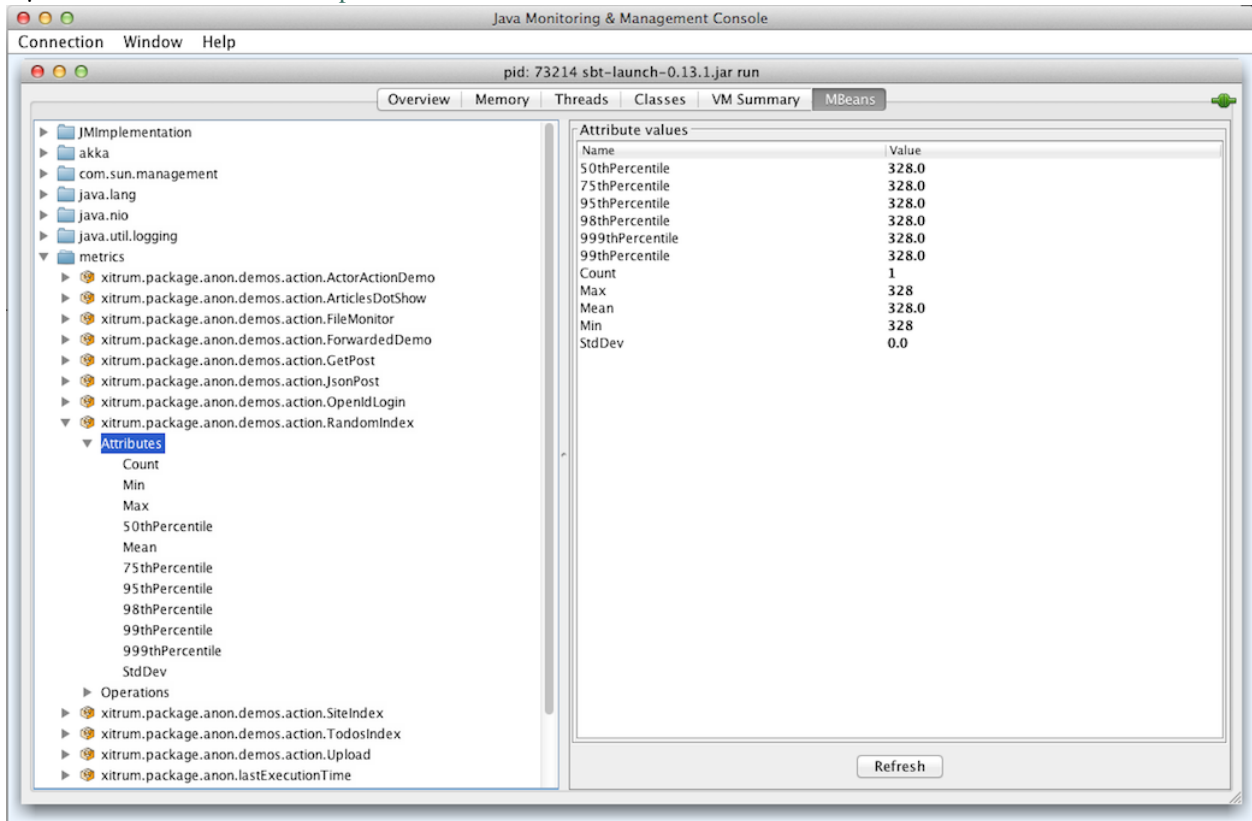 Java Monitoring & Management Console
Connection Window Help
pid: 73214 sbt-launch-0.13.1.jar run
Overview Memory Threads Classes VM Summary MBeans
JMImplementation
akka
com.sun.management
java.lang
java.nio
java.util.logging
metrics
xitrum.package.anon.demos.action.ActorActionDemo
xitrum.package.anon.demos.action.ArticlesDotShow
xitrum.package.anon.demos.action.FileMonitor
xitrum.package.anon.demos.action.ForwardedDemo
xitrum.package.anon.demos.action.GetPost
xitrum.package.anon.demos.action.JsonPost
xitrum.package.anon.demos.action.OpenIdLogin
xitrum.package.anon.demos.action.RandomIndex
Attributes
Count
Min
Max
50thPercentile
Mean
75thPercentile
95thPercentile
98thPercentile
99thPercentile
999thPercentile
StdDev
Operations
xitrum.package.anon.demos.action.SiteIndex
xitrum.package.anon.demos.action.TodosIndex
xitrum.package.anon.demos.action.Upload
xitrum.package.anon.lastExecutionTime
Attribute values
Name Value
50thPercentile 328.0
75thPercentile 328.0
95thPercentile 328.0
98thPercentile 328.0
999thPercentile 328.0
99thPercentile 328.0
Count 1
Max 328
Mean 328.0
Min 328
StdDev 0.0
Refresh